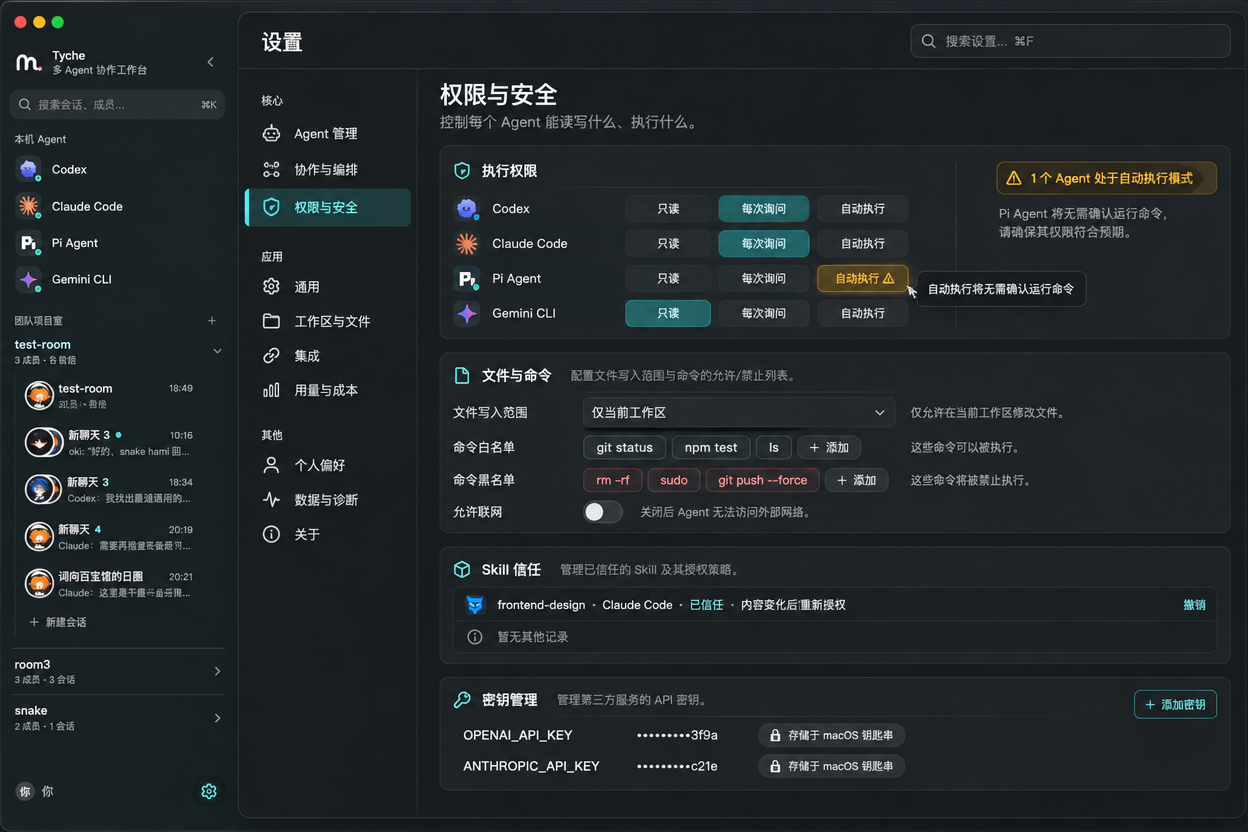 Tyche
多 Agent 协作工作台
搜索会话、成员... ⌘K
本机 Agent
Codex
Claude Code
Pi Agent
Gemini CLI
团队项目室 +
test-room
3 成员 -
test-room 18:49
新聊天 3 10:16
oki: "好的、snake haml 回...
新聊天 3 18:34
Codex: 我找出最道通用的...
新聊天 4 20:19
Claude: 需要再
词向百宝馆的日圈 20:21
Claude: 这里是
+ 新建会话
room3
3 成员 - 3 会话
snake
2 成员 - 1 会话
你 你
设置
搜索设置... ⌘F
核心
Agent 管理
协作与编排
权限与安全
应用
通用
工作区与文件
集成
用量与成本
其他
个人偏好
数据与诊断
关于
权限与安全
控制每个 Agent 能读写什么、执行什么。
执行权限
Codex 只读 每次询问 自动执行
Claude Code 只读 每次询问 自动执行
Pi Agent 只读 每次询问 自动执行
Gemini CLI 只读 每次询问 自动执行
自动执行将无需确认运行命令
1 个 Agent 处于自动执行模式
Pi Agent 将无需确认运行命令，
请确保其权限符合预期。
文件与命令 配置文件写入范围与命令的允许/禁止列表。
文件写入范围 仅当前工作区 仅允许在当前工作区修改文件。
命令白名单 git status npm test ls + 添加 这些命令可以被执行。
命令黑名单 rm -rf sudo git push --force + 添加 这些命令将被禁止执行。
允许联网 关闭后 Agent 无法访问外部网络。
Skill 信任 管理已信任的 Skill 及其授权策略。
frontend-design · Claude Code · 已信任 · 内容变化后重新授权 撤销
暂无其他记录
密钥管理 管理第三方服务的 API 密钥。 + 添加密钥
OPENAI_API_KEY •••••••••3f9a 存储于 macOS 钥匙串
ANTHROPIC_API_KEY •••••••••c21e 存储于 macOS 钥匙串